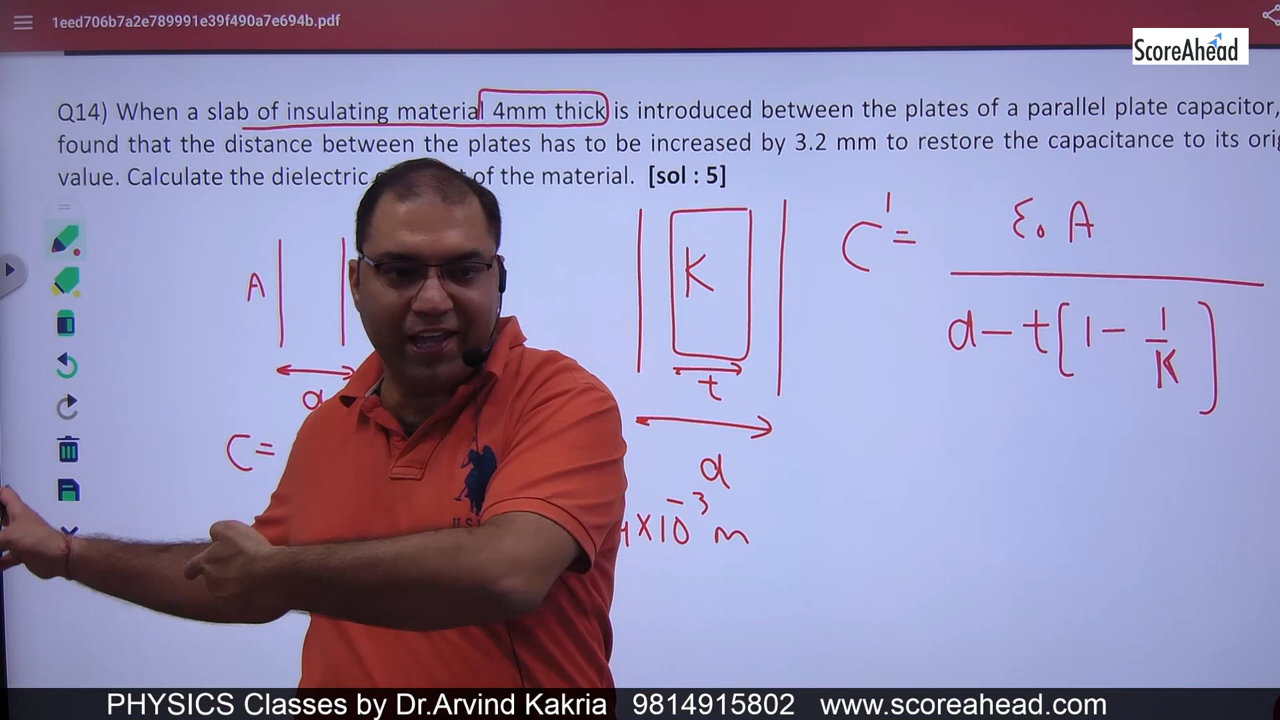 1eed706b7a2e789991e39f490a7e694b.pdf
ScoreAhead
Q14) When a slab of insulating material 4mm thick is introduced between the plates of a parallel plate capacitor,
found that the distance between the plates has to be increased by 3.2 mm to restore the capacitance to its ori
value. Calculate the dielectric of the material. [sol : 5]
A
d
C=
K
t
d
4×10⁻³ m
C' = ε₀ A
d - t[1 - 1/K]
PHYSICS Classes by Dr.Arvind Kakria 9814915802 www.scoreahead.com